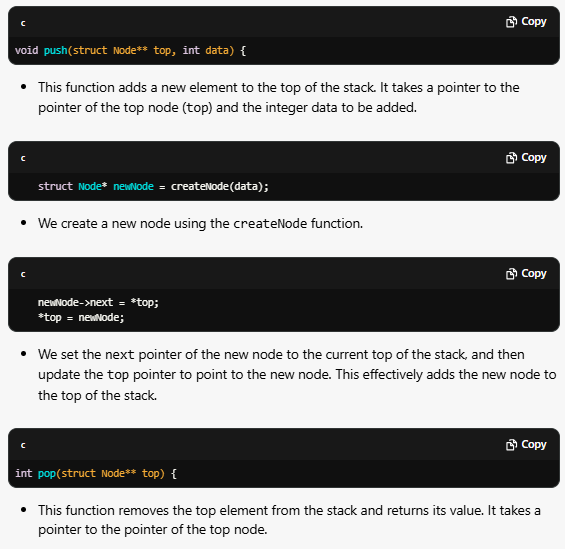 c Copy
void push(struct Node** top, int data) {
• This function adds a new element to the top of the stack. It takes a pointer to the
pointer of the top node (top) and the integer data to be added.
c Copy
struct Node* newNode = createNode(data);
• We create a new node using the createNode function.
c Copy
newNode->next = *top;
*top = newNode;
• We set the next pointer of the new node to the current top of the stack, and then
update the top pointer to point to the new node. This effectively adds the new node to
the top of the stack.
c Copy
int pop(struct Node** top) {
• This function removes the top element from the stack and returns its value. It takes a
pointer to the pointer of the top node.